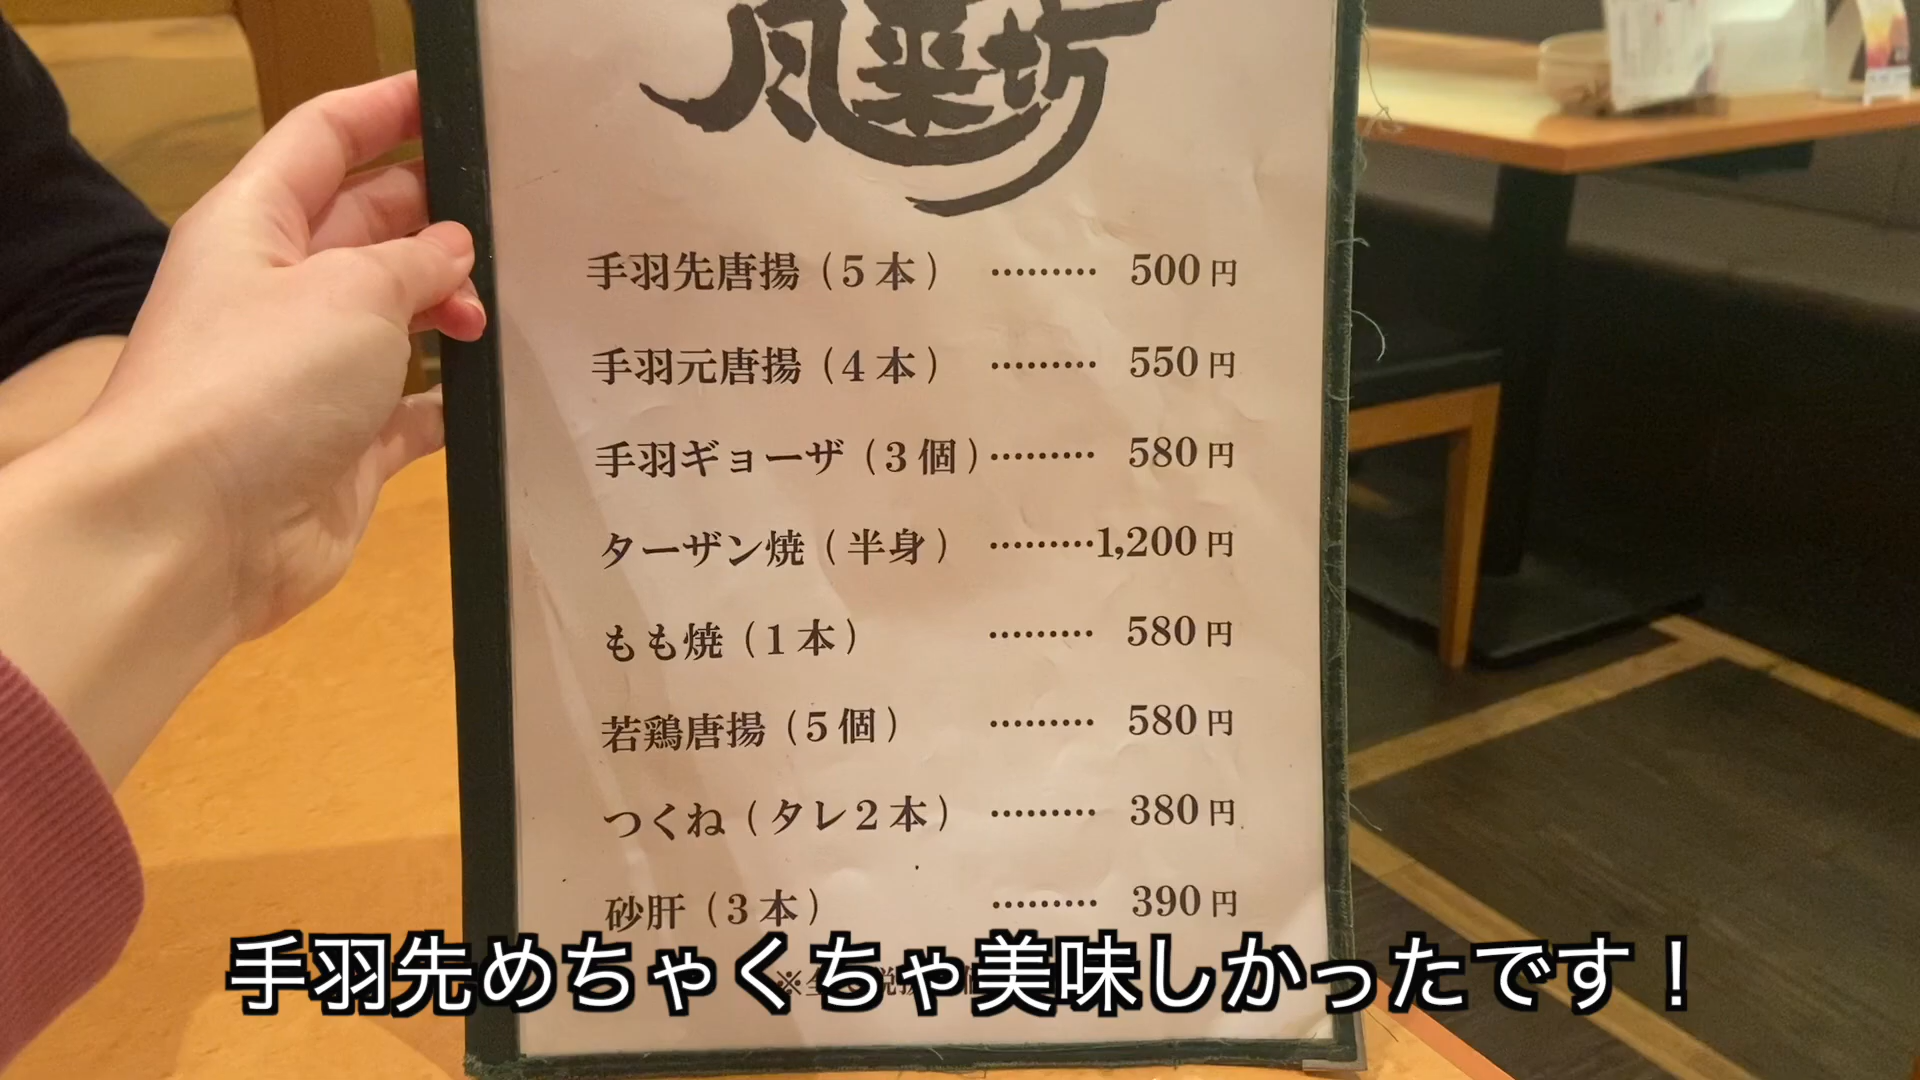 風来坊
手羽先唐揚（5本） ……… 500円
手羽元唐揚（4本） ……… 550円
手羽ギョーザ（3個）……… 580円
ターザン焼（半身） ………1,200円
もも焼（1本） ……… 580円
若鶏唐揚（5個） ……… 580円
つくね（タレ2本） ……… 380円
砂肝（3本） ……… 390円
手羽先めちゃくちゃ美味しかったです！